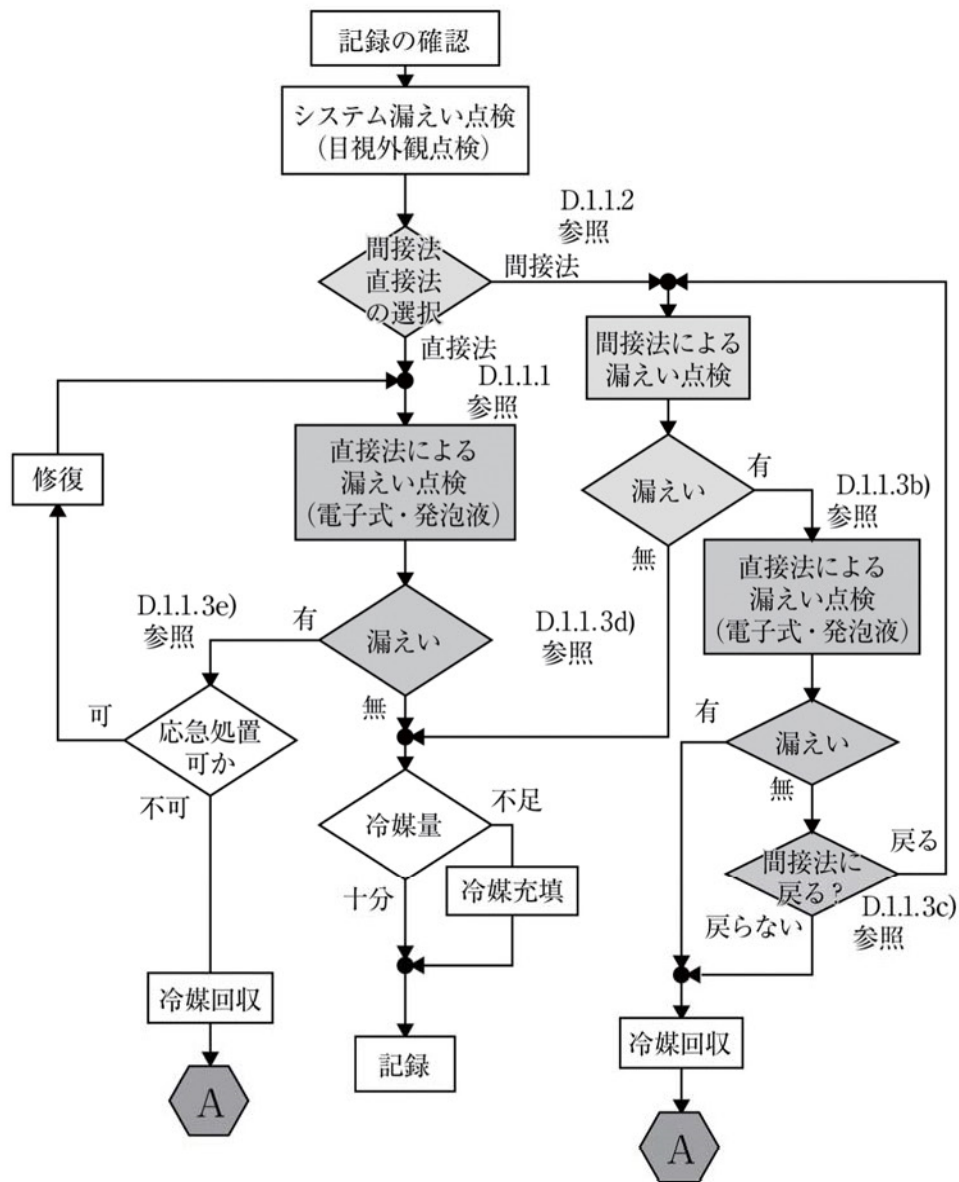 記録の確認
システム漏えい点検
(目視外観点検)
D.1.1.2
参照
間接法
直接法
の選択
間接法
直接法
D.1.1.1
参照
間接法による
漏えい点検
直接法による
漏えい点検
(電子式・発泡液)
修復
漏えい
有
無
D.1.1.3b)
参照
直接法による
漏えい点検
(電子式・発泡液)
D.1.1.3e)
参照
有
漏えい
無
D.1.1.3d)
参照
可
応急処置
可か
不可
有
漏えい
無
冷媒量
不足
十分
冷媒充填
間接法に
戻る?
戻る
戻らない
D.1.1.3c)
参照
冷媒回収
記録
冷媒回収
A
A